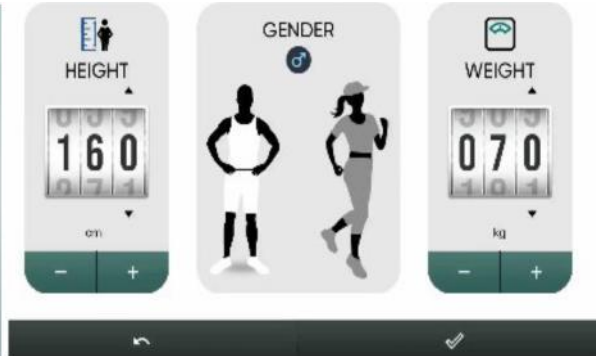 HEIGHT
160
cm
- +
GENDER
WEIGHT
070
kg
- +